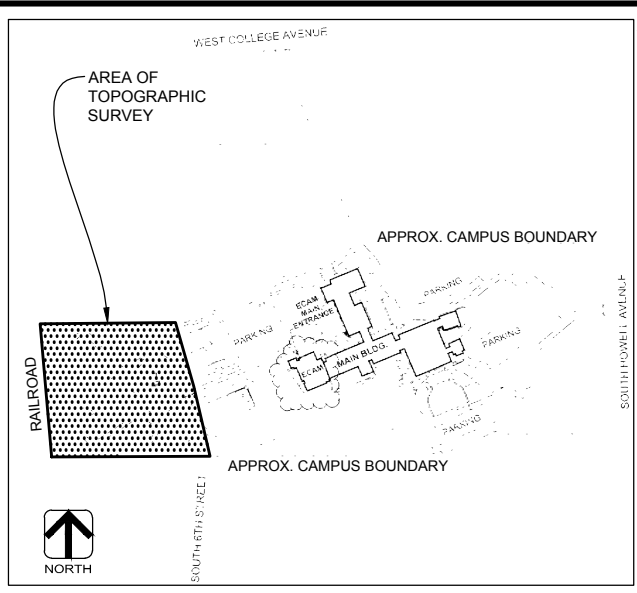 WEST COLLEGE AVENUE
AREA OF
TOPOGRAPHIC
SURVEY
APPROX. CAMPUS BOUNDARY
PARKING
SOUTH POWELL AVENUE
ECAM
MAIN
ENTRANCE
PARKING
PARKING
MAIN BLDG.
ECAM
RAILROAD
PARKING
APPROX. CAMPUS BOUNDARY
SOUTH 6TH STREET
NORTH